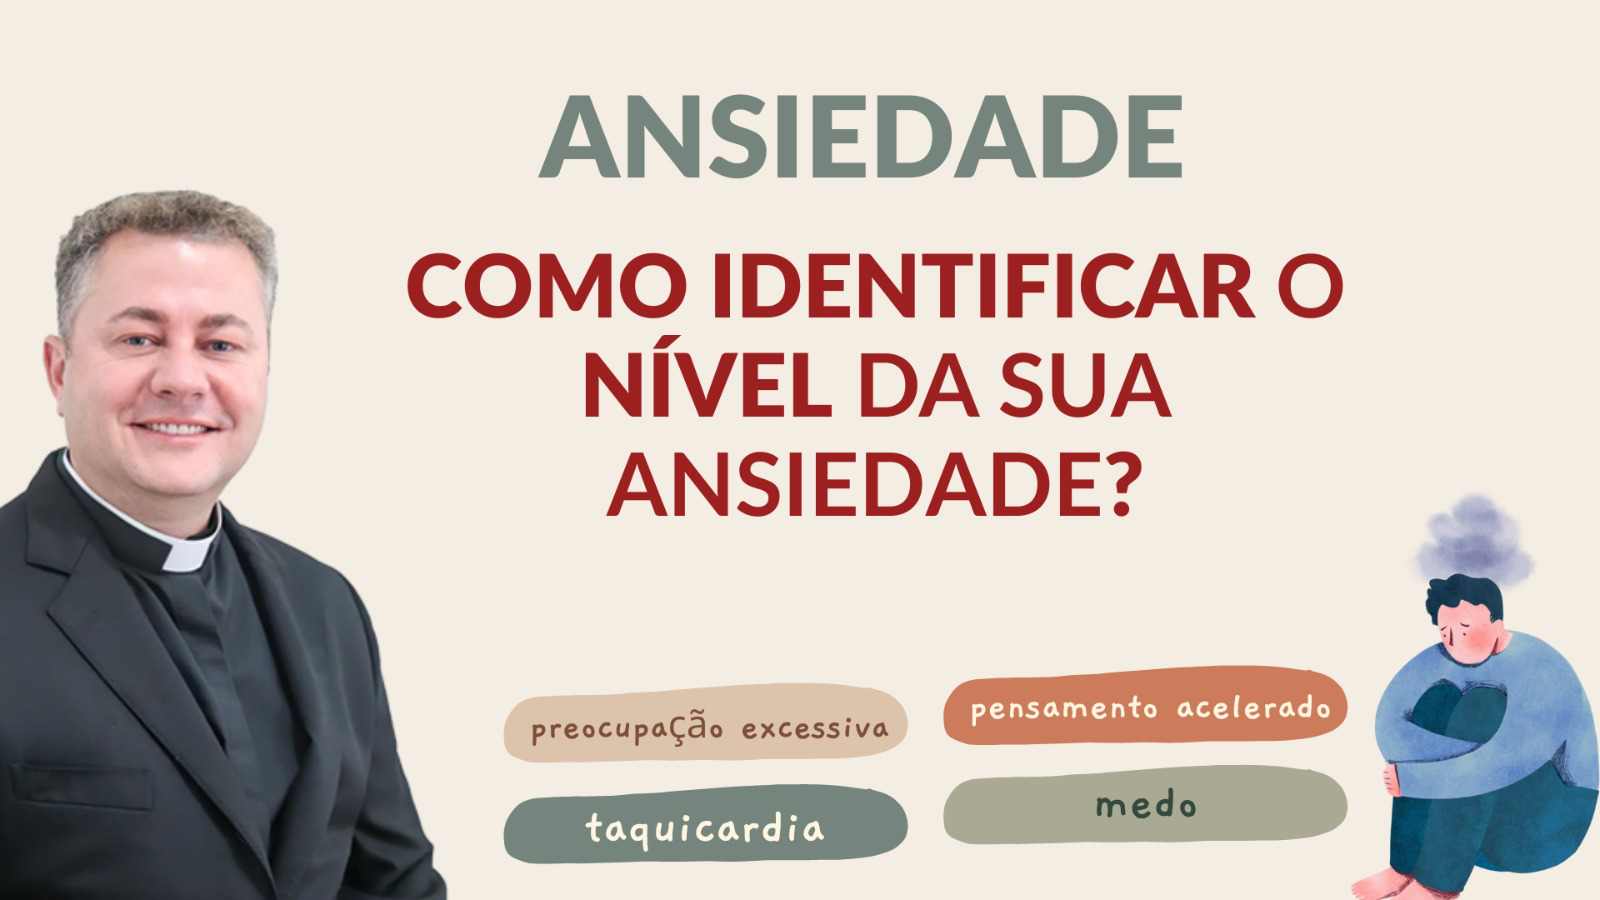 ANSIEDADE
COMO IDENTIFICAR O
NÍVEL DA SUA
ANSIEDADE?
preocupação excessiva
pensamento acelerado
taquicardia
medo